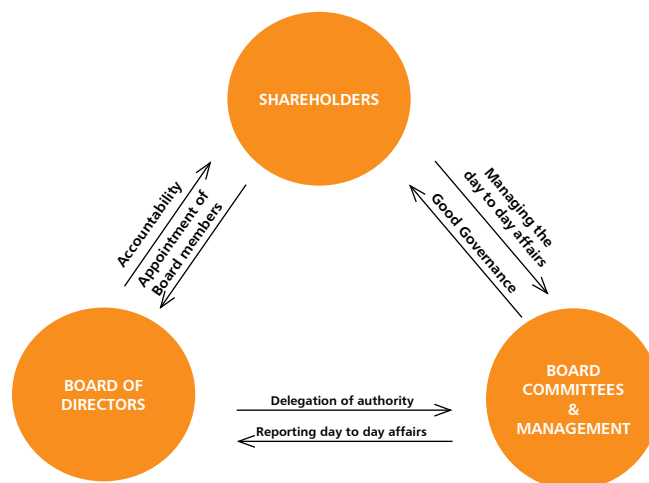 SHAREHOLDERS
Accountability
Appointment of
Board members
Managing the
day to day affairs
Good Governance
BOARD OF
DIRECTORS
Delegation of authority
Reporting day to day affairs
BOARD
COMMITTEES
&
MANAGEMENT